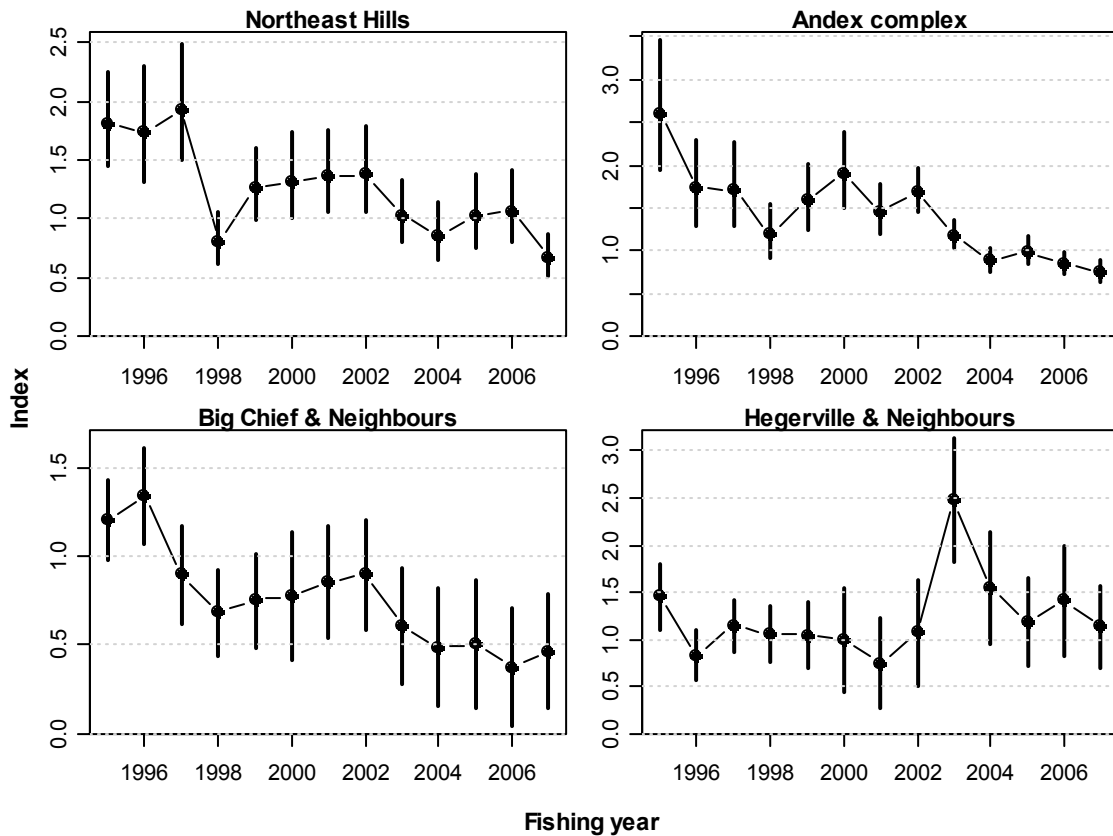 Northeast Hills
Andex complex
2.5
2.0
1.5
1.0
0.5
0.0
3.0
2.0
1.0
0.0
1996 1998 2000 2002 2004 2006
1996 1998 2000 2002 2004 2006
Index
Big Chief & Neighbours
Hegerville & Neighbours
1.5
1.0
0.5
0.0
3.0
2.5
2.0
1.5
1.0
0.5
0.0
1996 1998 2000 2002 2004 2006
1996 1998 2000 2002 2004 2006
Fishing year